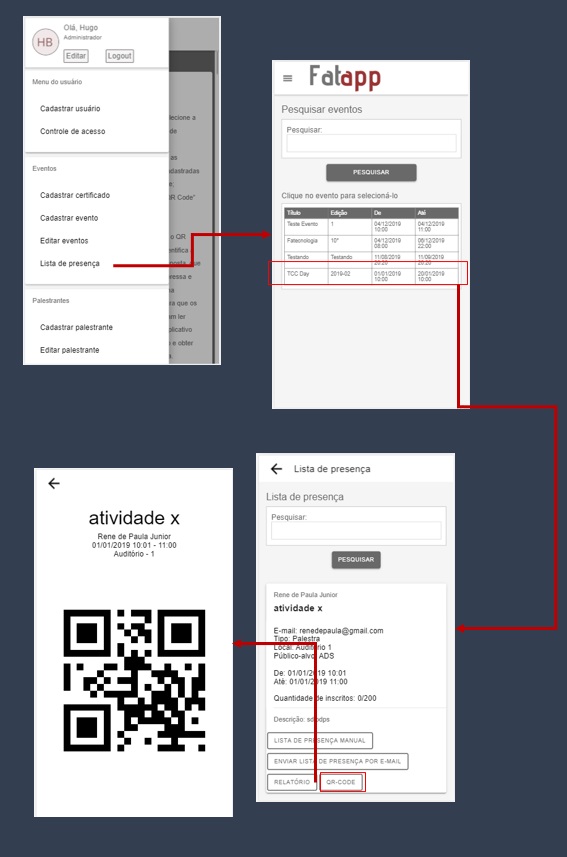 HB
Olá, Hugo
Administrador
Editar Logout
Menu do usuário
Cadastrar usuário
Controle de acesso
Eventos
Cadastrar certificado
Cadastrar evento
Editar eventos
Lista de presença
Palestrantes
Cadastrar palestrante
Editar palestrante
Fatapp
Pesquisar eventos
Pesquisar:
PESQUISAR
Clique no evento para selecioná-lo
Título Edição De Até
Teste Evento 1 04/12/2019 10:00 04/12/2019 11:00
Fatecnologia 10° 04/12/2019 08:00 06/12/2019 22:00
Testando Testando 11/08/2019 20:20 11/09/2019 20:20
TCC Day 2019-02 01/01/2019 10:00 20/01/2019 10:00
Lista de presença
Lista de presença
Pesquisar:
PESQUISAR
Rene de Paula Junior
atividade x
E-mail: renedepaula@gmail.com
Tipo: Palestra
Local: Auditório 1
Público-alvo: ADS
De: 01/01/2019 10:01
Até: 01/01/2019 11:00
Quantidade de inscritos: 0/200
Descrição:
LISTA DE PRESENÇA MANUAL
ENVIAR LISTA DE PRESENÇA POR E-MAIL
RELATÓRIO QR-CODE
atividade x
Rene de Paula Junior
01/01/2019 10:01 - 11:00
Auditório - 1